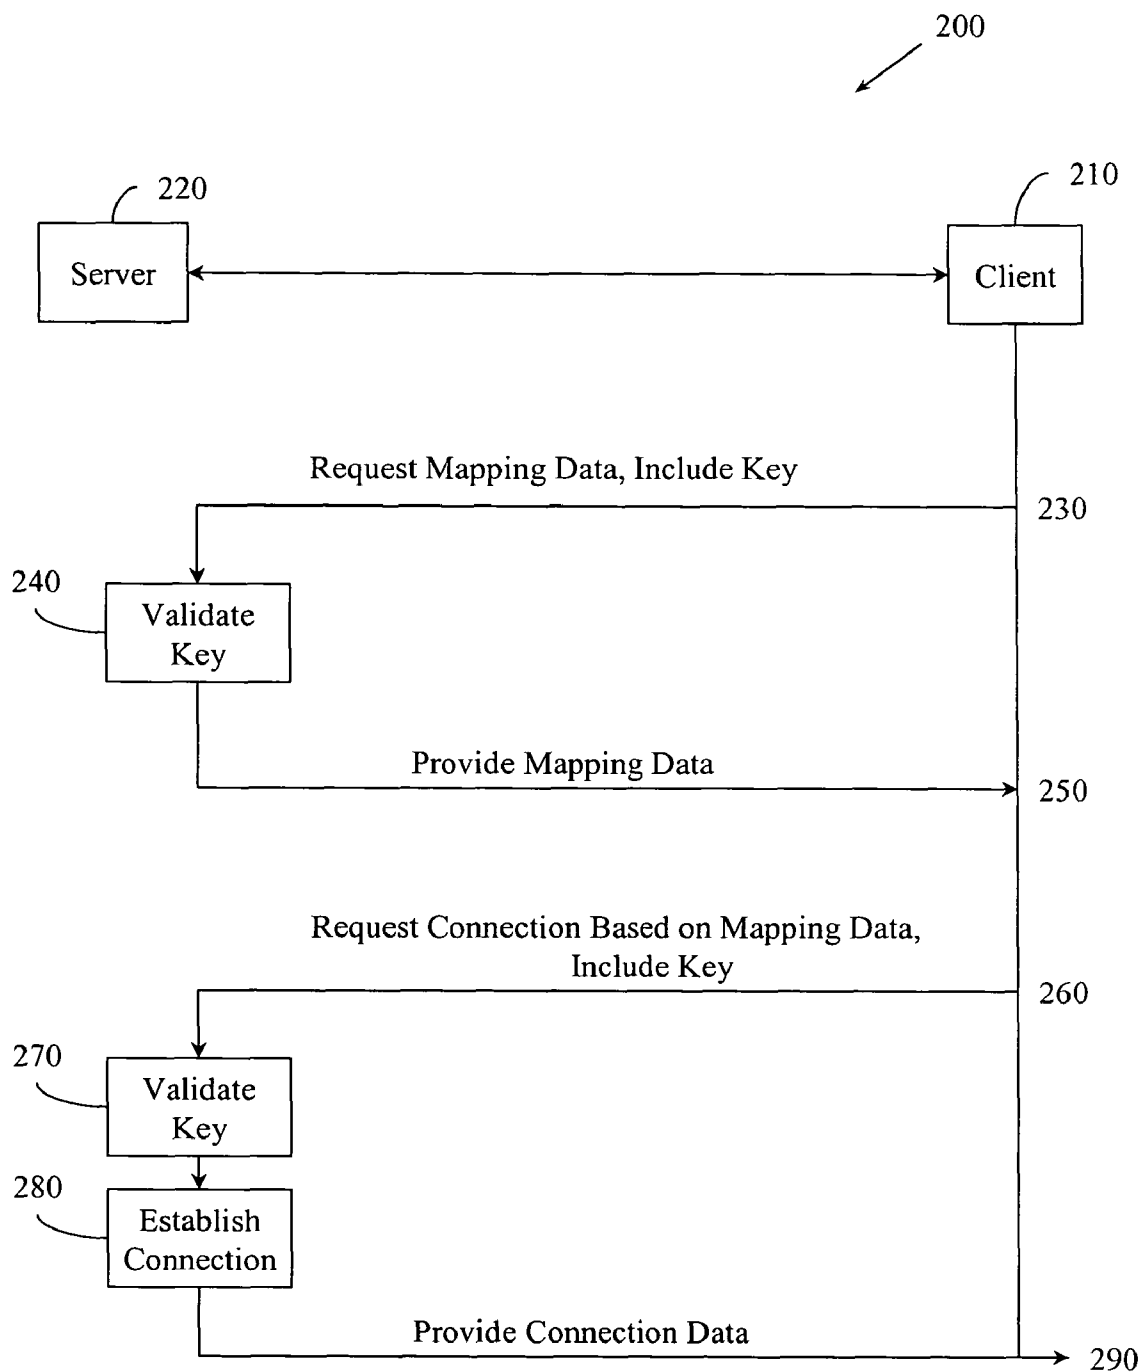 200
220
210
Server
Client
Request Mapping Data, Include Key
230
240
Validate
Key
Provide Mapping Data
250
Request Connection Based on Mapping Data,
Include Key
260
270
Validate
Key
280
Establish
Connection
Provide Connection Data
290